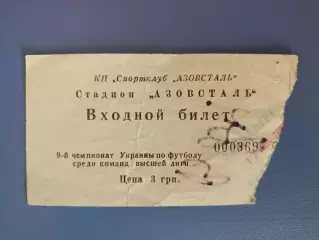 КП „Спортклуб „АЗОВСТАЛЬ“
Стадион „АЗОВСТАЛЬ“
Входной билет
000369
9-й чемпионат Украины по футболу
среди команд высшей лиги
Цена 3 грн.